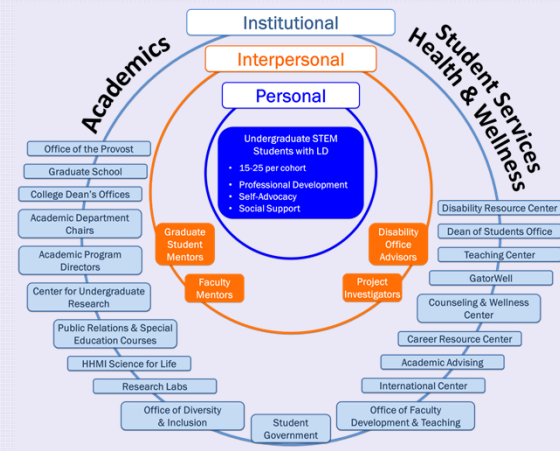 Institutional
Interpersonal
Personal
Academics
Student Services
Health & Wellness
Undergraduate STEM
Students with LD
• 15-25 per cohort
• Professional Development
• Self-Advocacy
• Social Support
Graduate
Student
Mentors
Faculty
Mentors
Disability
Office
Advisors
Project
Investigators
Office of the Provost
Graduate School
College Dean's Offices
Academic Department
Chairs
Academic Program
Directors
Center for Undergraduate
Research
Public Relations & Special
Education Courses
HHMI Science for Life
Research Labs
Office of Diversity
& Inclusion
Student
Government
Disability Resource Center
Dean of Students Office
Teaching Center
GatorWell
Counseling & Wellness
Center
Career Resource Center
Academic Advising
International Center
Office of Faculty
Development & Teaching